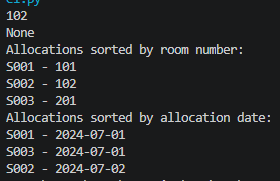 102
None
Allocations sorted by room number:
S001 - 101
S002 - 102
S003 - 201
Allocations sorted by allocation date:
S001 - 2024-07-01
S003 - 2024-07-01
S002 - 2024-07-02